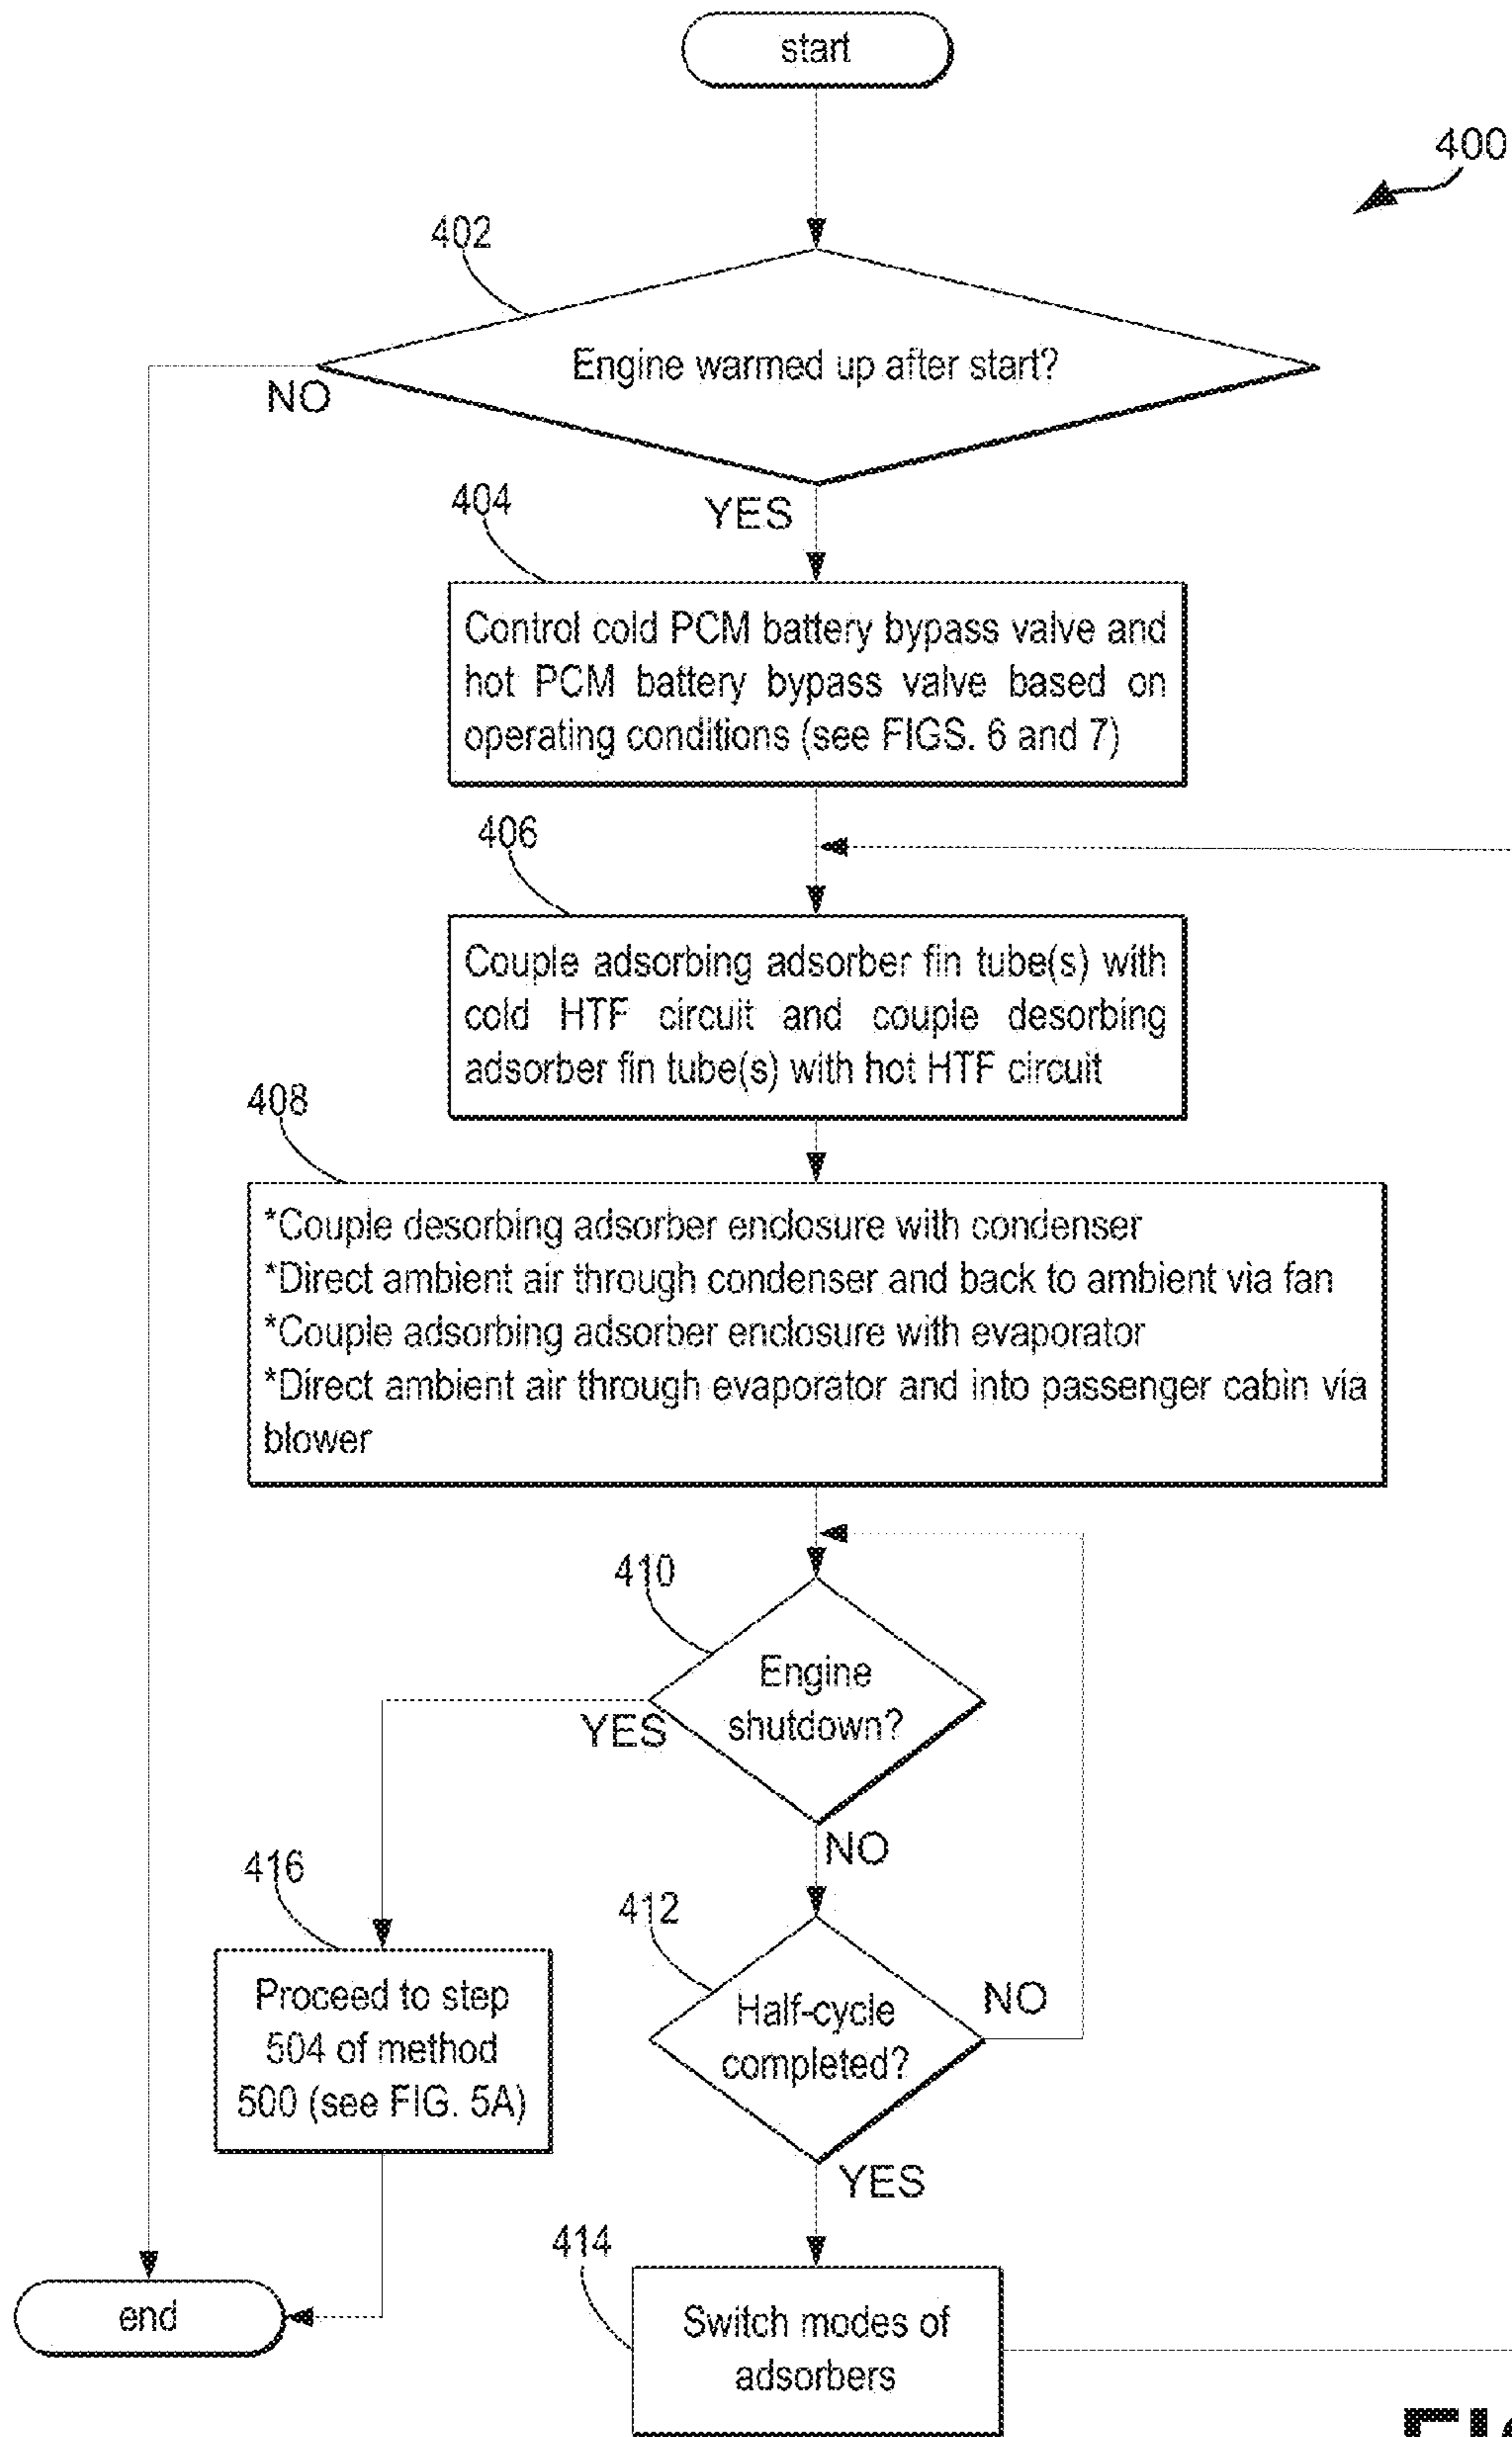 start
400
402
Engine warmed up after start?
NO
YES
404
Control cold PCM battery bypass valve and
hot PCM battery bypass valve based on
operating conditions (see FIGS. 6 and 7)
406
Couple adsorbing adsorber fin tube(s) with
cold HTF circuit and couple desorbing
adsorber fin tube(s) with hot HTF circuit
408
*Couple desorbing adsorber enclosure with condenser
*Direct ambient air through condenser and back to ambient via fan
*Couple adsorbing adsorber enclosure with evaporator
*Direct ambient air through evaporator and into passenger cabin via
blower
410
Engine
shutdown?
YES
NO
416
Proceed to step
504 of method
500 (see FIG. 5A)
412
Half-cycle
completed?
NO
YES
414
Switch modes of
adsorbers
end